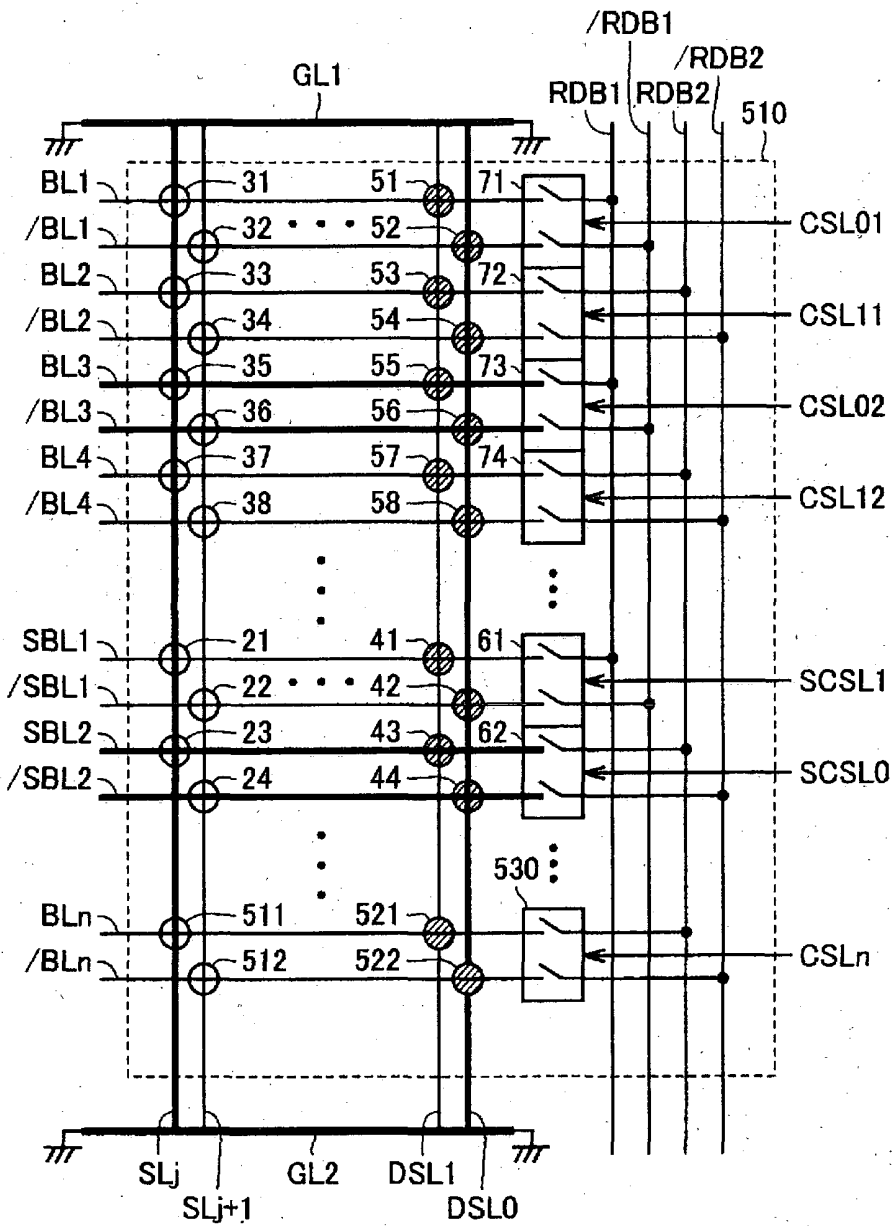 /RDB1
GL1
/RDB2
RDB1 RDB2
510
BL1 31 51 71
/BL1 32 52 CSL01
BL2 33 53 72
/BL2 34 54 CSL11
BL3 35 55 73
/BL3 36 56 CSL02
BL4 37 57 74
/BL4 38 58 CSL12
SBL1 21 41 61
/SBL1 22 42 SCSL1
SBL2 23 43 62
/SBL2 24 44 SCSL0
530
BLn 511 521
/BLn 512 522 CSLn
SLj GL2 DSL1
SLj+1 DSL0